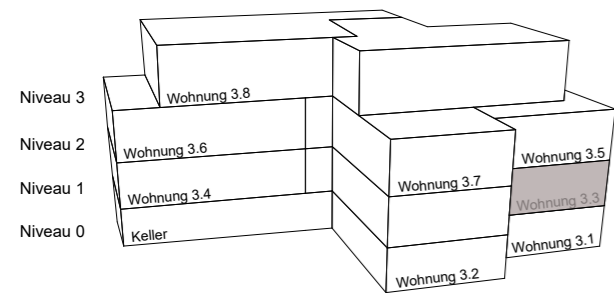 Niveau 3
Wohnung 3.8
Niveau 2
Wohnung 3.6
Wohnung 3.7
Wohnung 3.5
Niveau 1
Wohnung 3.4
Wohnung 3.3
Niveau 0
Keller
Wohnung 3.2
Wohnung 3.1